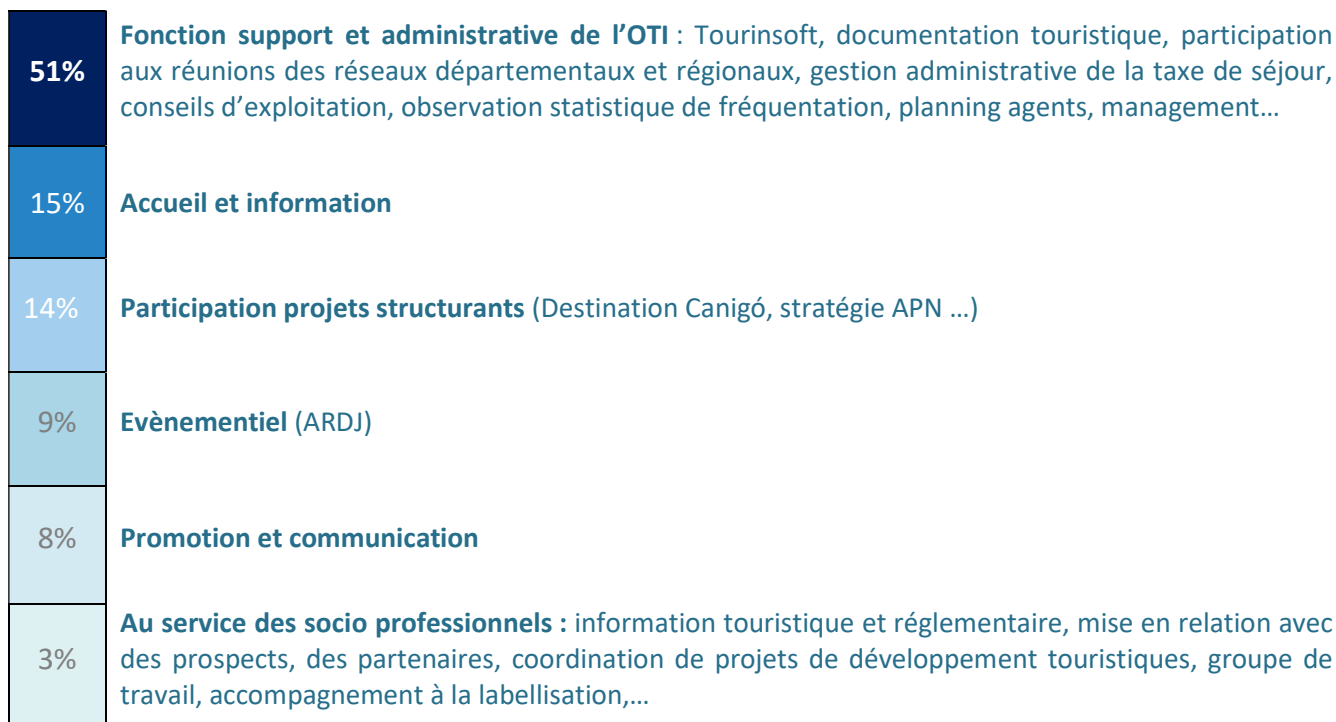 51%
Fonction support et administrative de l’OTI : Tourinsoft, documentation touristique, participation
aux réunions des réseaux départementaux et régionaux, gestion administrative de la taxe de séjour,
conseils d’exploitation, observation statistique de fréquentation, planning agents, management…
15%
Accueil et information
14%
Participation projets structurants (Destination Canigó, stratégie APN …)
9%
Evènementiel (ARDJ)
8%
Promotion et communication
3%
Au service des socio professionnels : information touristique et réglementaire, mise en relation avec
des prospects, des partenaires, coordination de projets de développement touristiques, groupe de
travail, accompagnement à la labellisation,…